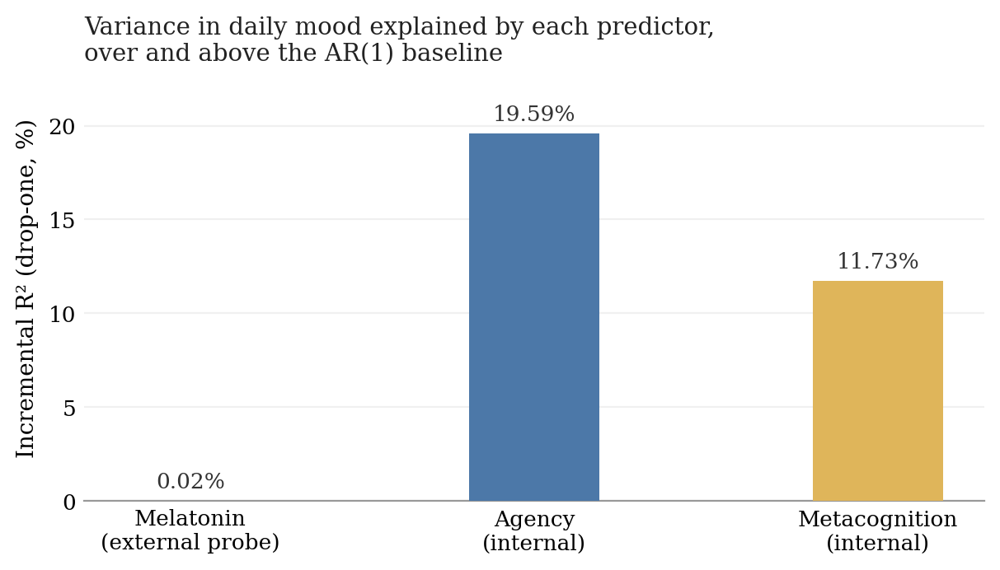 Variance in daily mood explained by each predictor,
over and above the AR(1) baseline
Incremental R² (drop-one, %)
20
15
10
5
0
0.02%
19.59%
11.73%
Melatonin
(external probe)
Agency
(internal)
Metacognition
(internal)